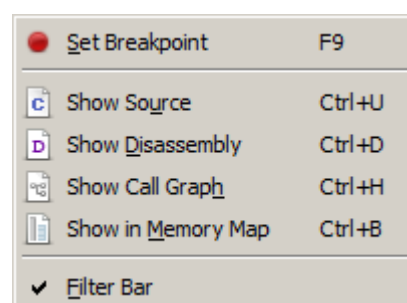 Set Breakpoint F9
C Show Source Ctrl+U
D Show Disassembly Ctrl+D
Show Call Graph Ctrl+H
Show in Memory Map Ctrl+B
Filter Bar